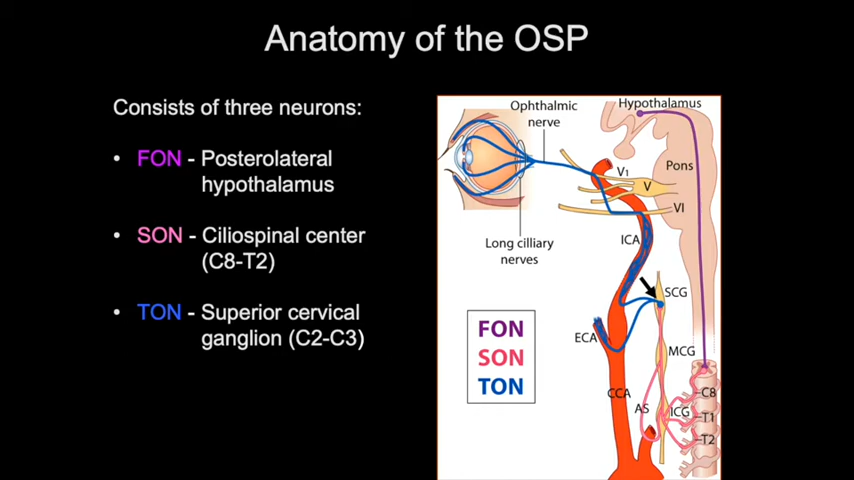 Anatomy of the OSP
Consists of three neurons:
• FON - Posterolateral
hypothalamus
• SON - Ciliospinal center
(C8-T2)
• TON - Superior cervical
ganglion (C2-C3)
Ophthalmic
nerve
Hypothalamus
Pons
V1
V
VI
Long cilliary
nerves
ICA
SCG
FON
SON
TON
ECA
MCG
CCA
AS
ICG
C8
T1
T2